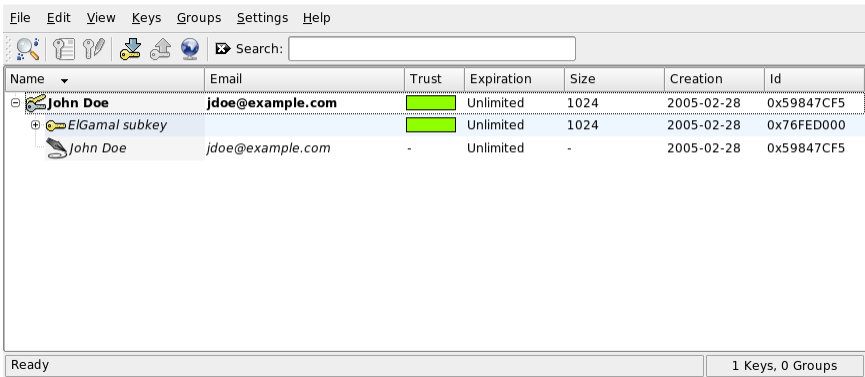 File Edit View Keys Groups Settings Help
Search:
Name Email Trust Expiration Size Creation Id
John Doe jdoe@example.com Unlimited 1024 2005-02-28 0x59847CF5
ElGamal subkey Unlimited 1024 2005-02-28 0x76FED000
John Doe jdoe@example.com - Unlimited - 2005-02-28 0x59847CF5
Ready 1 Keys, 0 Groups